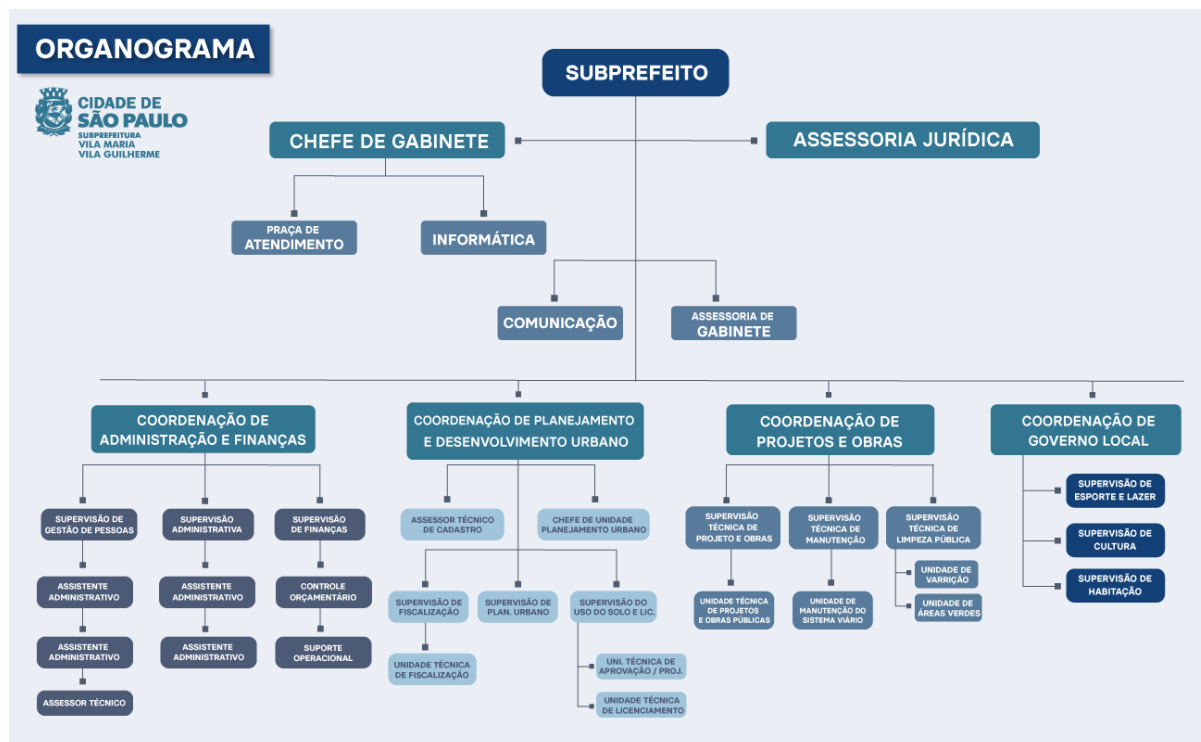 ORGANOGRAMA
CIDADE DE
SÃO PAULO
SUBPREFEITURA
VILA MARIA
VILA GUILHERME
SUBPREFEITO
CHEFE DE GABINETE
ASSESSORIA JURÍDICA
PRAÇA DE
ATENDIMENTO
INFORMÁTICA
COMUNICAÇÃO
ASSESSORIA DE
GABINETE
COORDENAÇÃO DE
ADMINISTRAÇÃO E FINANÇAS
SUPERVISÃO DE
GESTÃO DE PESSOAS
ASSISTENTE
ADMINISTRATIVO
ASSISTENTE
ADMINISTRATIVO
ASSESSOR TÉCNICO
SUPERVISÃO
ADMINISTRATIVA
ASSISTENTE
ADMINISTRATIVO
ASSISTENTE
ADMINISTRATIVO
SUPERVISÃO
DE FINANÇAS
CONTROLE
ORÇAMENTÁRIO
SUPORTE
OPERACIONAL
COORDENAÇÃO DE PLANEJAMENTO
E DESENVOLVIMENTO URBANO
ASSESSOR TÉCNICO
DE CADASTRO
CHEFE DE UNIDADE
PLANEJAMENTO URBANO
SUPERVISÃO DE
FISCALIZAÇÃO
UNIDADE TÉCNICA
DE FISCALIZAÇÃO
SUPERVISÃO DE
PLAN. URBANO
SUPERVISÃO DO
USO DO SOLO E LIC.
UNI. TÉCNICA DE
APROVAÇÃO / PROJ.
UNIDADE TÉCNICA
DE LICENCIAMENTO
COORDENAÇÃO DE
PROJETOS E OBRAS
SUPERVISÃO
TÉCNICA DE
PROJETO E OBRAS
UNIDADE TÉCNICA
DE PROJETOS
E OBRAS PÚBLICAS
SUPERVISÃO
TÉCNICA DE
MANUTENÇÃO
UNIDADE DE
MANUTENÇÃO DO
SISTEMA VIÁRIO
SUPERVISÃO
TÉCNICA DE
LIMPEZA PÚBLICA
UNIDADE DE
VARRIÇÃO
UNIDADE DE
ÁREAS VERDES
COORDENAÇÃO DE
GOVERNO LOCAL
SUPERVISÃO DE
ESPORTE E LAZER
SUPERVISÃO DE
CULTURA
SUPERVISÃO DE
HABITAÇÃO